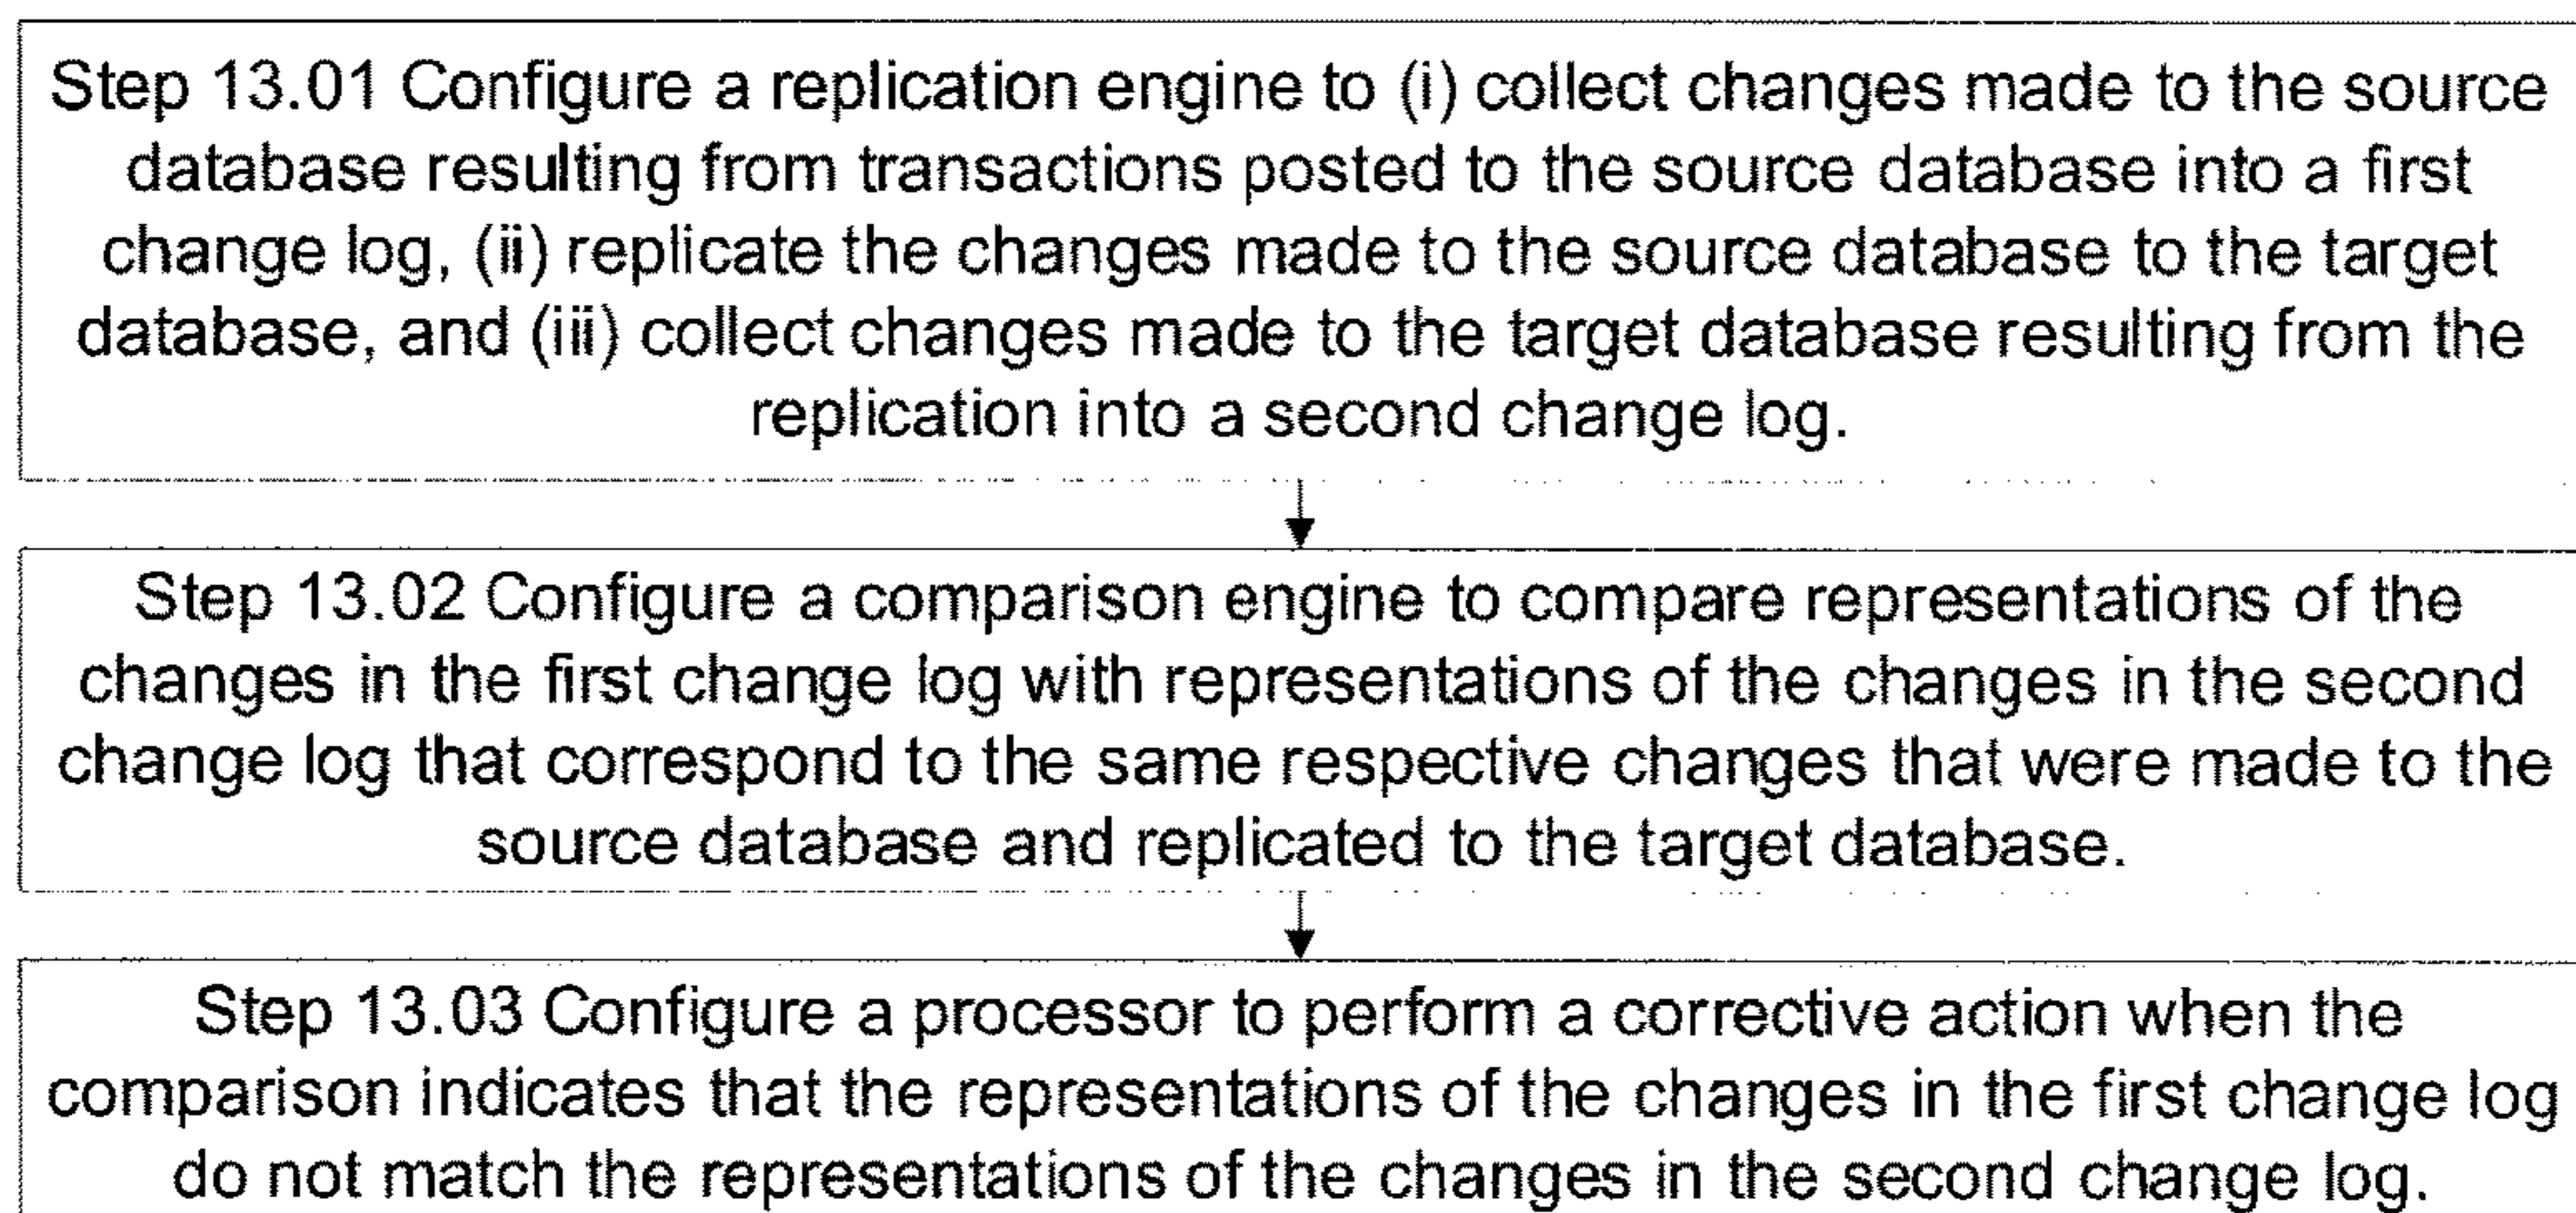 Step 13.01 Configure a replication engine to (i) collect changes made to the source
database resulting from transactions posted to the source database into a first
change log, (ii) replicate the changes made to the source database to the target
database, and (iii) collect changes made to the target database resulting from the
replication into a second change log.
Step 13.02 Configure a comparison engine to compare representations of the
changes in the first change log with representations of the changes in the second
change log that correspond to the same respective changes that were made to the
source database and replicated to the target database.
Step 13.03 Configure a processor to perform a corrective action when the
comparison indicates that the representations of the changes in the first change log
do not match the representations of the changes in the second change log.